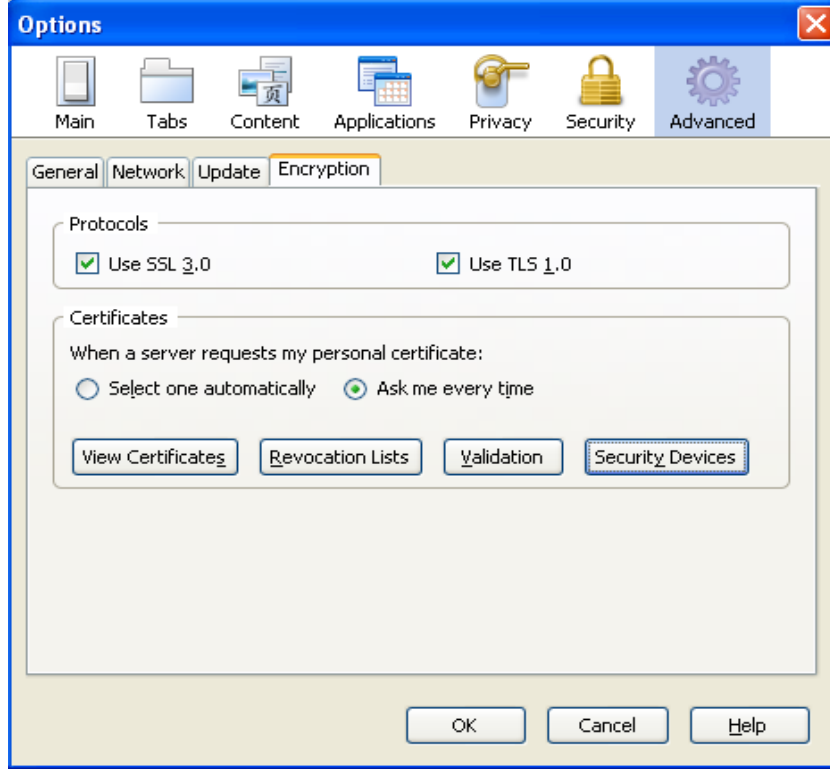 Options
Main Tabs Content Applications Privacy Security Advanced
General Network Update Encryption
Protocols
Use SSL 3.0 Use TLS 1.0
Certificates
When a server requests my personal certificate:
Select one automatically Ask me every time
View Certificates Revocation Lists Validation Security Devices
OK Cancel Help
页